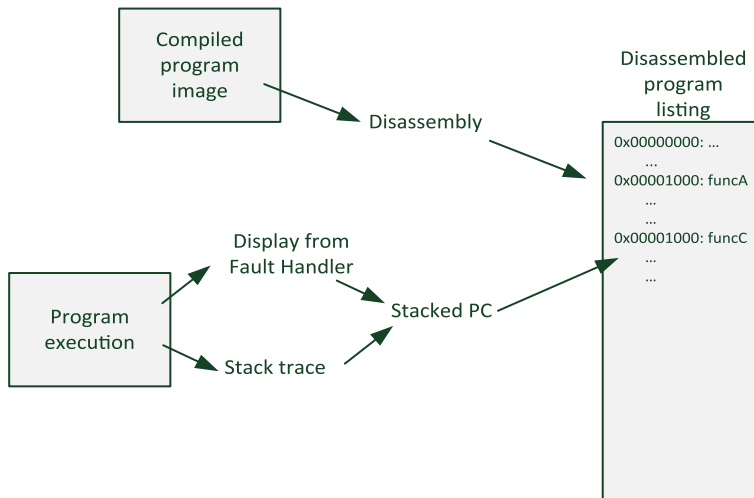 Compiled
program
image
Disassembly
Disassembled
program
listing
0x00000000: ...
...
0x00001000: funcA
...
...
0x00001000: funcC
...
...
Program
execution
Display from
Fault Handler
Stack trace
Stacked PC